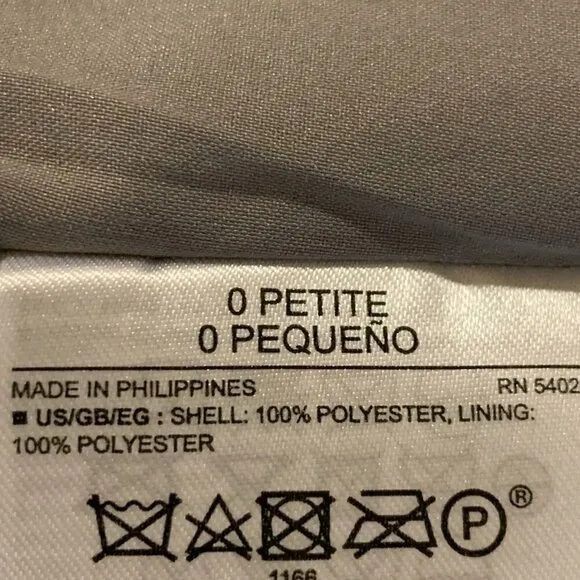 0 PETITE
0 PEQUEÑO
MADE IN PHILIPPINES RN 5402
US/GB/EG : SHELL: 100% POLYESTER, LINING:
100% POLYESTER
P ®
1166